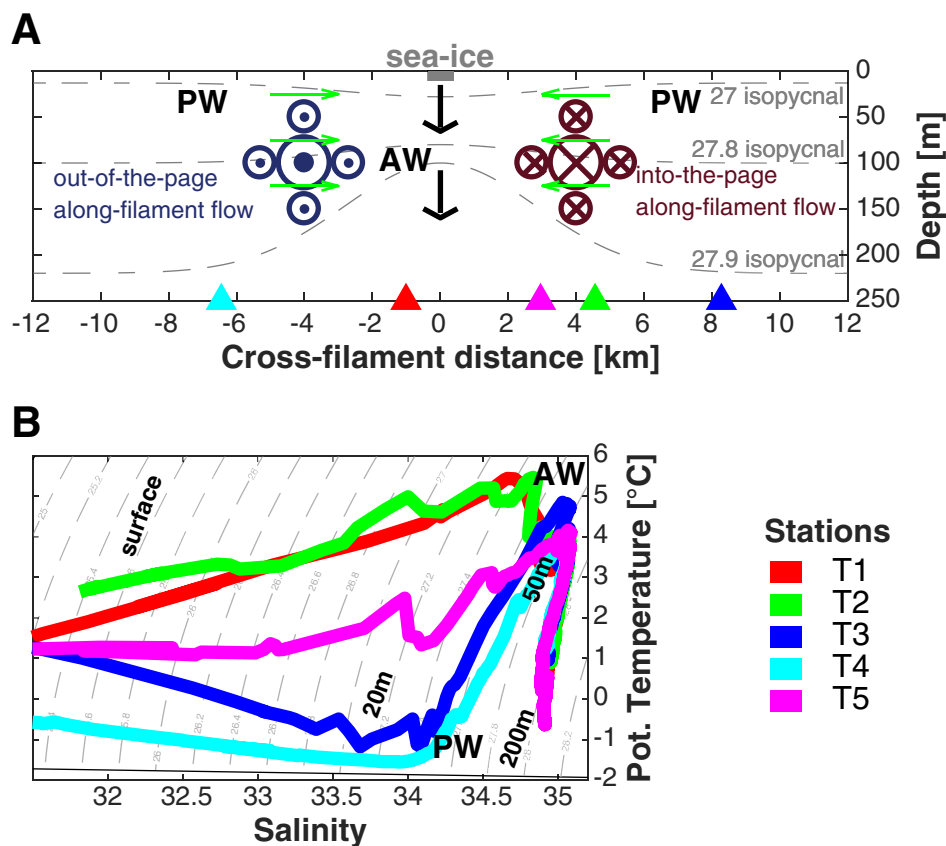 A
sea-ice
PW
PW
27 isopycnal
AW
27.8 isopycnal
out-of-the-page
along-filament flow
into-the-page
along-filament flow
27.9 isopycnal
0
50
100
150
200
250
Depth [m]
-12 -10 -8 -6 -4 -2 0 2 4 6 8 10 12
Cross-filament distance [km]
B
surface
AW
50m
20m
PW
200m
6
5
4
3
2
1
0
-1
-2
Pot. Temperature [°C]
32 32.5 33 33.5 34 34.5 35
Salinity
Stations
T1
T2
T3
T4
T5